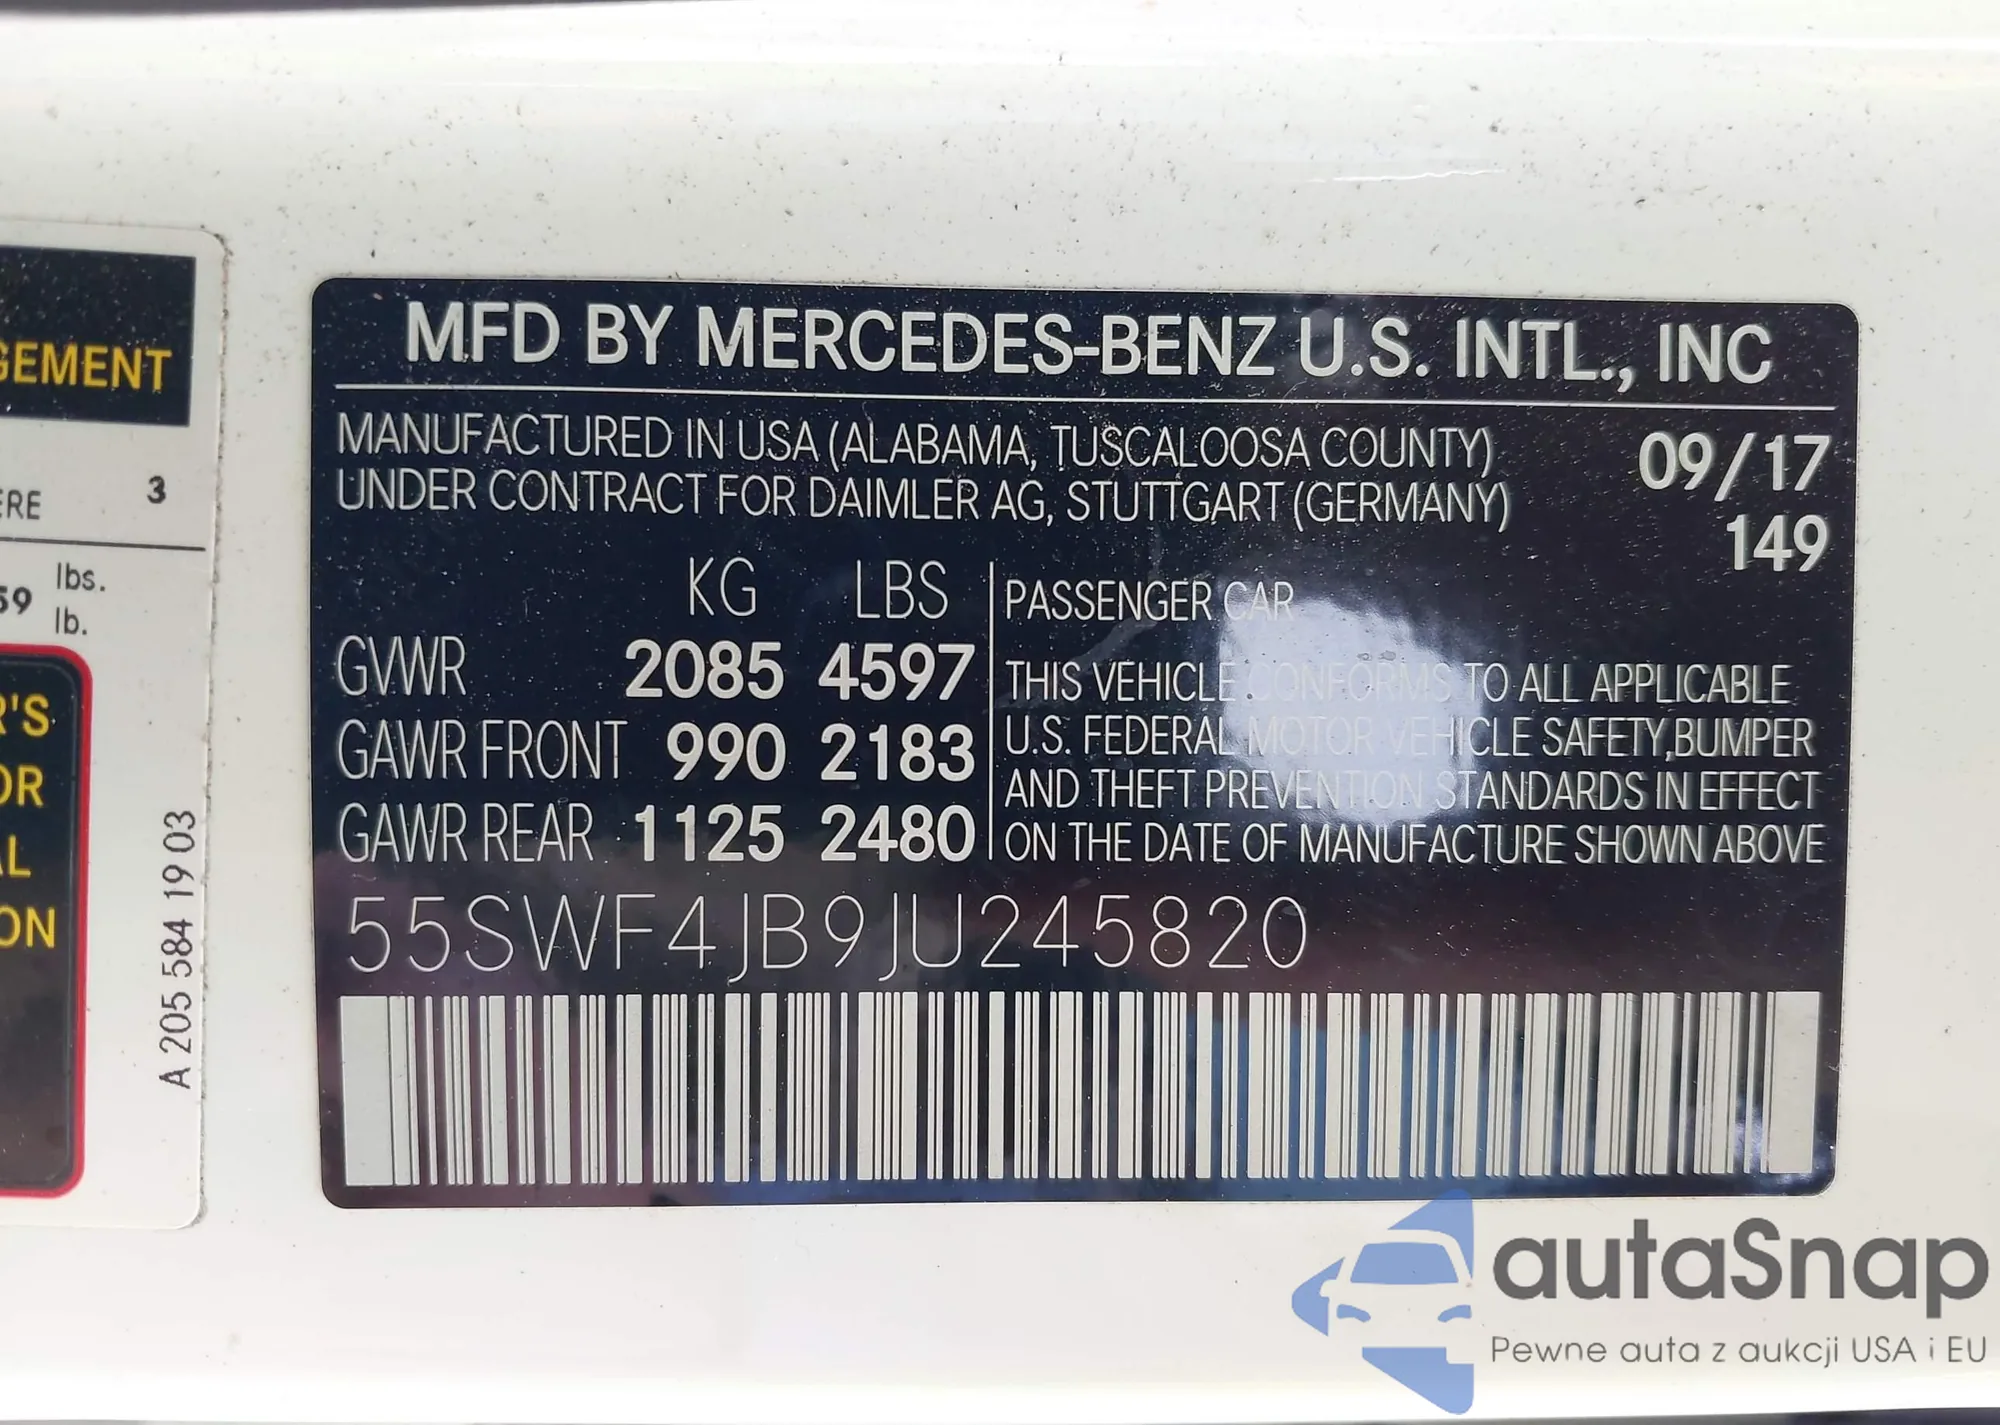 GEMENT
ERE 3
59 lbs.
lb.
R'S
OR
AL
ON
A 205 584 19 03
MFD BY MERCEDES-BENZ U.S. INTL., INC
MANUFACTURED IN USA (ALABAMA, TUSCALOOSA COUNTY) 09/17
UNDER CONTRACT FOR DAIMLER AG, STUTTGART (GERMANY) 149
KG LBS
GVWR 2085 4597
GAWR FRONT 990 2183
GAWR REAR 1125 2480
PASSENGER CAR
THIS VEHICLE CONFORMS TO ALL APPLICABLE
U.S. FEDERAL MOTOR VEHICLE SAFETY,BUMPER
AND THEFT PREVENTION STANDARDS IN EFFECT
ON THE DATE OF MANUFACTURE SHOWN ABOVE
55SWF4JB9JU245820
autaSnap
Pewne auta z aukcji USA i EU